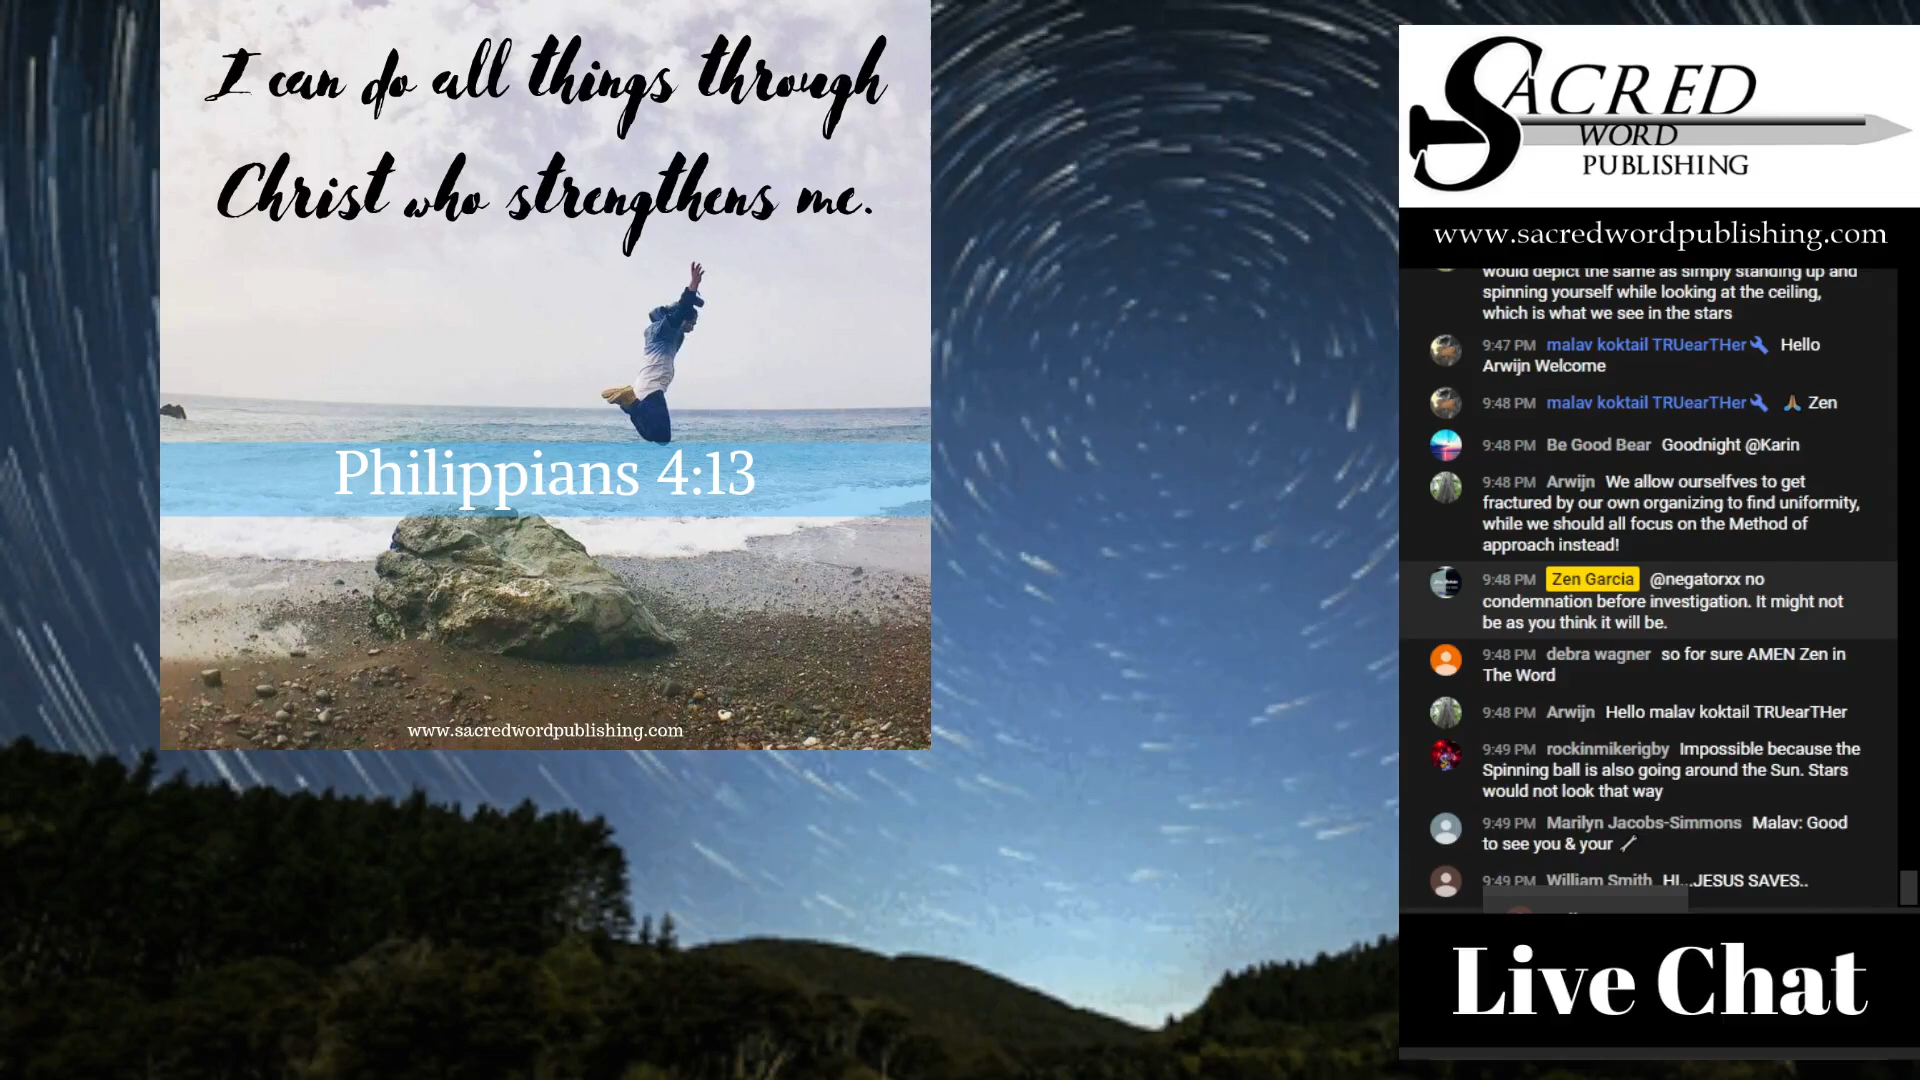 I can do all things through
Christ who strengthens me.
Philippians 4:13
www.sacredwordpublishing.com
SACRED
WORD
PUBLISHING
www.sacredwordpublishing.com
would depict the same as simply standing up and
spinning yourself while looking at the ceiling,
which is what we see in the stars
9:47 PM malav koktail TRUearTHer Hello
Arwijn Welcome
9:48 PM malav koktail TRUearTHer 🙏 Zen
9:48 PM Be Good Bear Goodnight @Karin
9:48 PM Arwijn We allow ourselfves to get
fractured by our own organizing to find uniformity,
while we should all focus on the Method of
approach instead!
9:48 PM Zen Garcia @negatorxx no
condemnation before investigation. It might not
be as you think it will be.
9:48 PM debra wagner so for sure AMEN Zen in
The Word
9:48 PM Arwijn Hello malav koktail TRUearTHer
9:49 PM rockinmikerigby Impossible because the
Spinning ball is also going around the Sun. Stars
would not look that way
9:49 PM Marilyn Jacobs-Simmons Malav: Good
to see you & your
9:49 PM William Smith HI...JESUS SAVES..
Live Chat